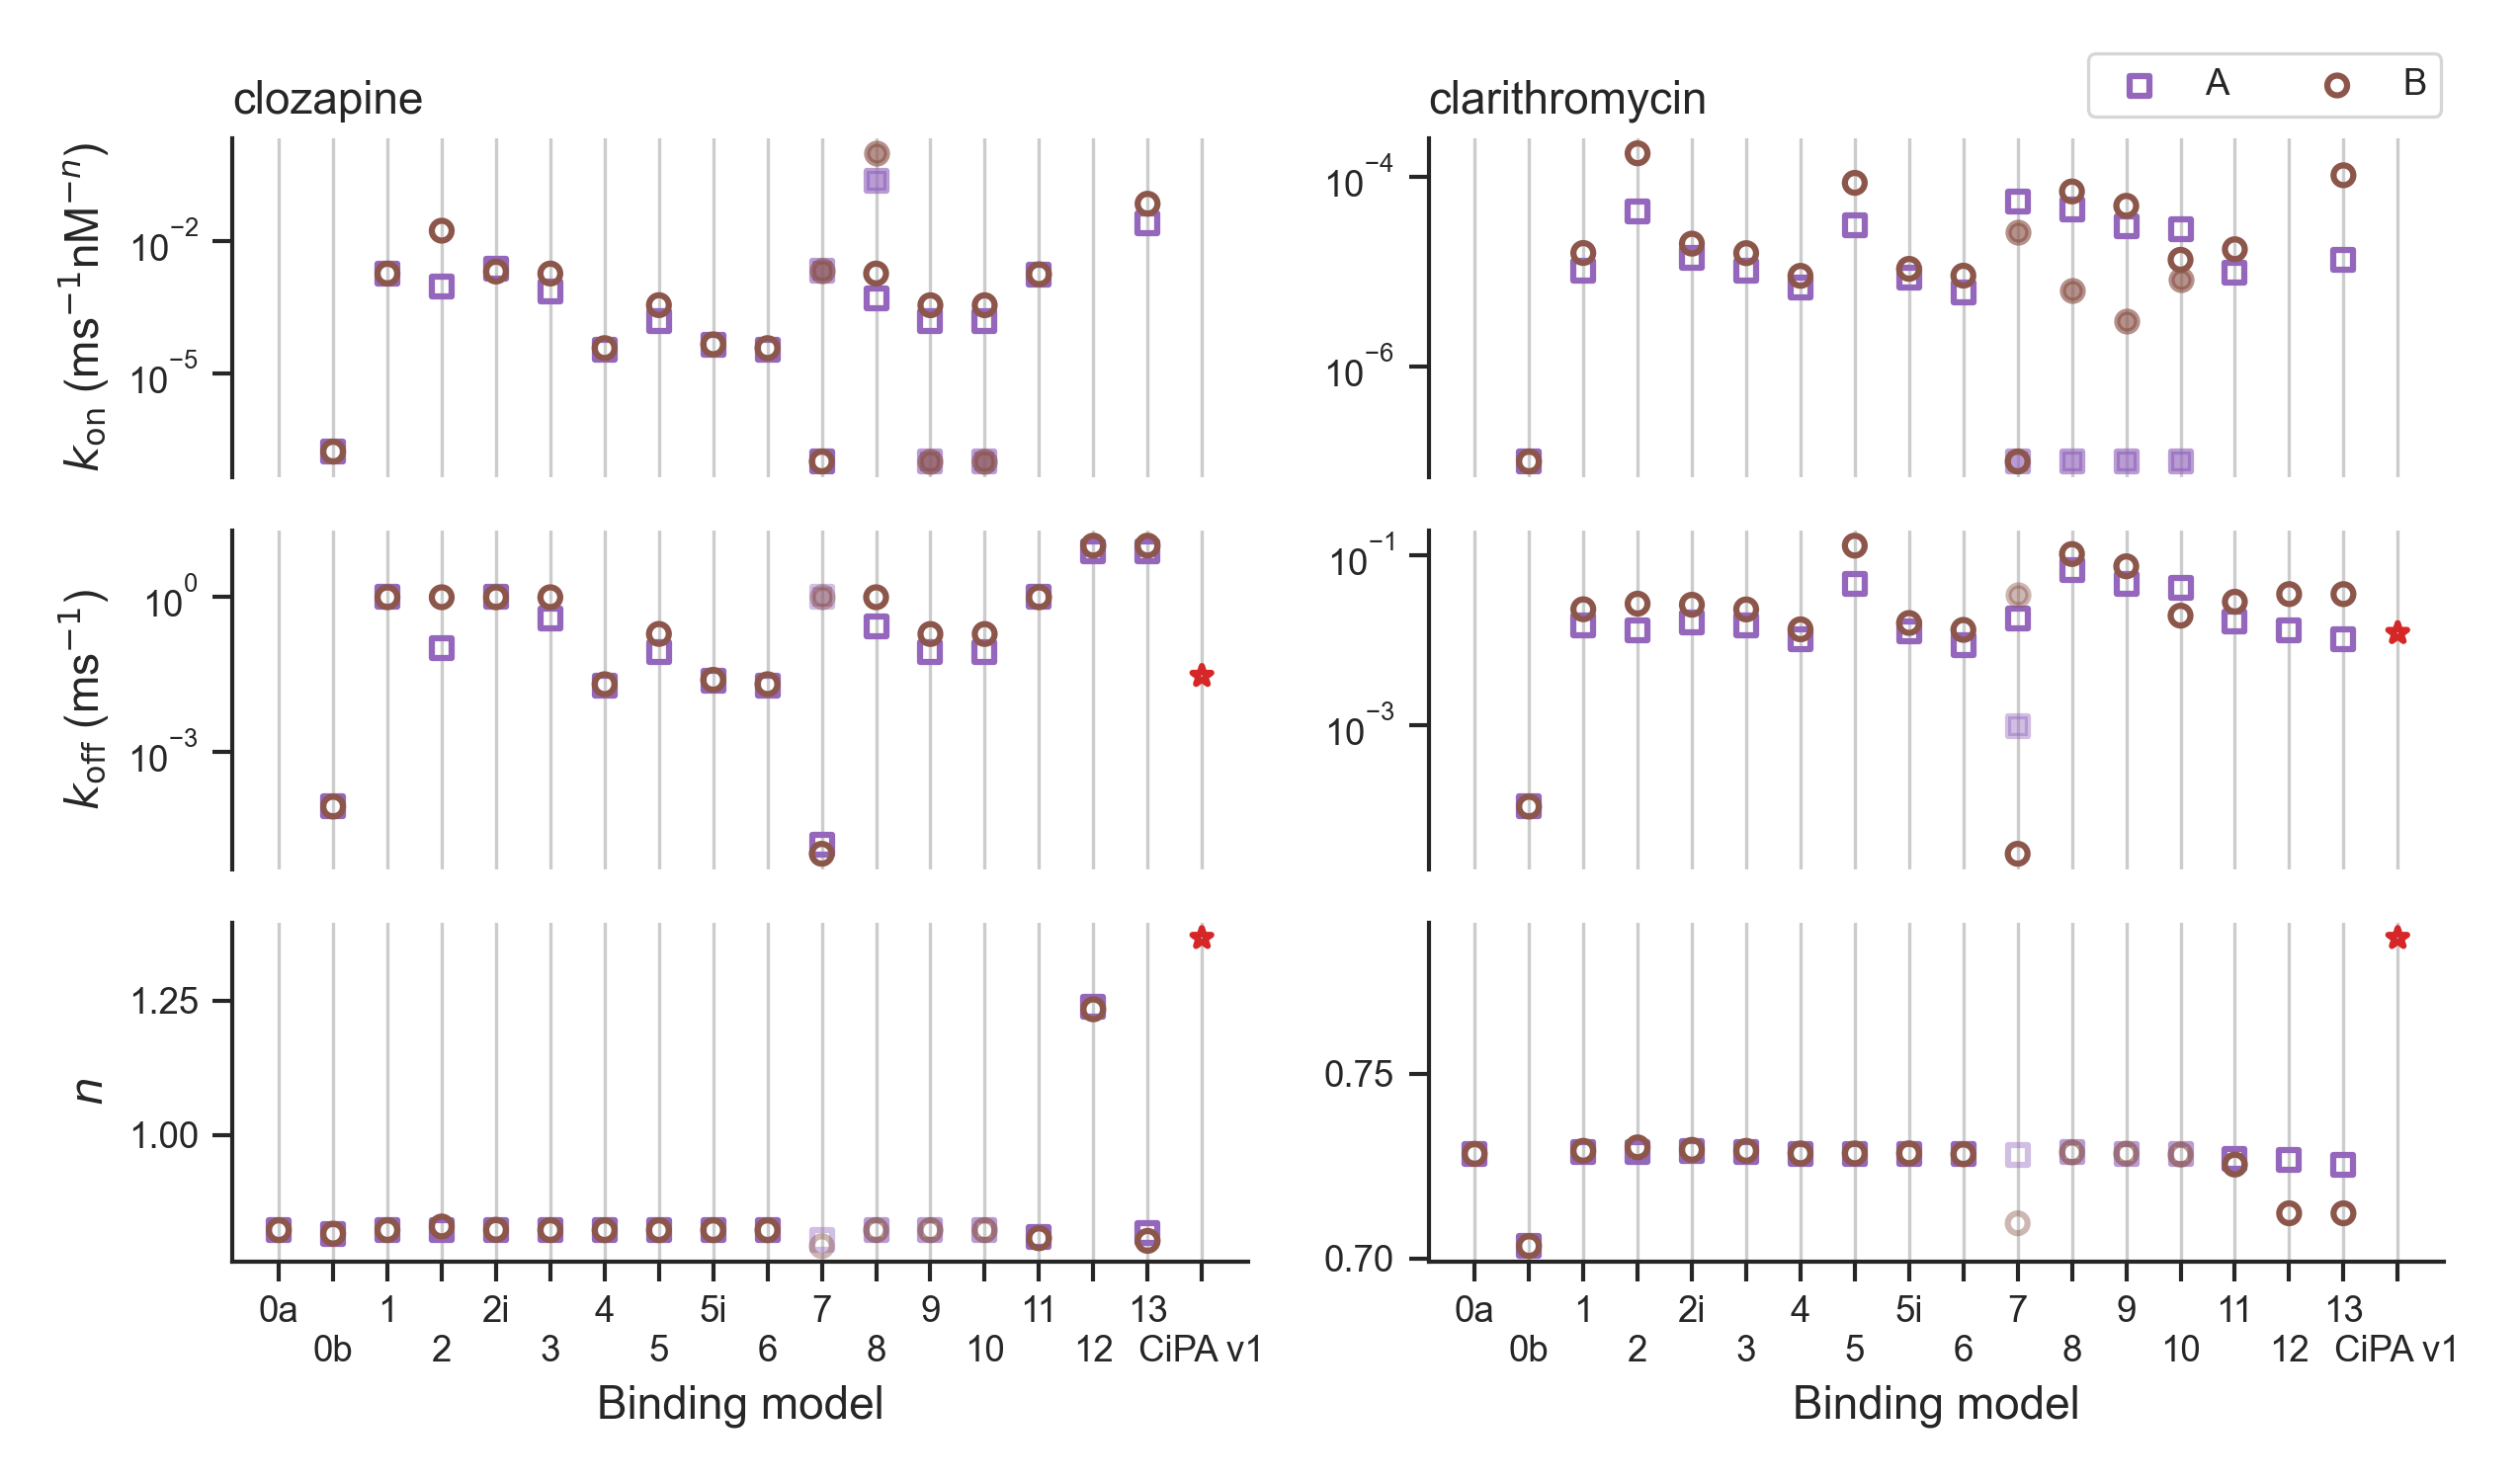 A B
clozapine
clarithromycin
k_on (ms⁻¹nM⁻ⁿ)
10⁻²
10⁻⁵
10⁻⁴
10⁻⁶
k_off (ms⁻¹)
10⁰
10⁻³
10⁻¹
10⁻³
n
1.25
1.00
0.75
0.70
0a 1 2i 3 4 5i 7 9 11 13
0b 2 3 5 6 8 10 12 CiPA v1
0a 1 2i 4 5i 7 9 11 13
0b 2 3 5 6 8 10 12 CiPA v1
Binding model
Binding model